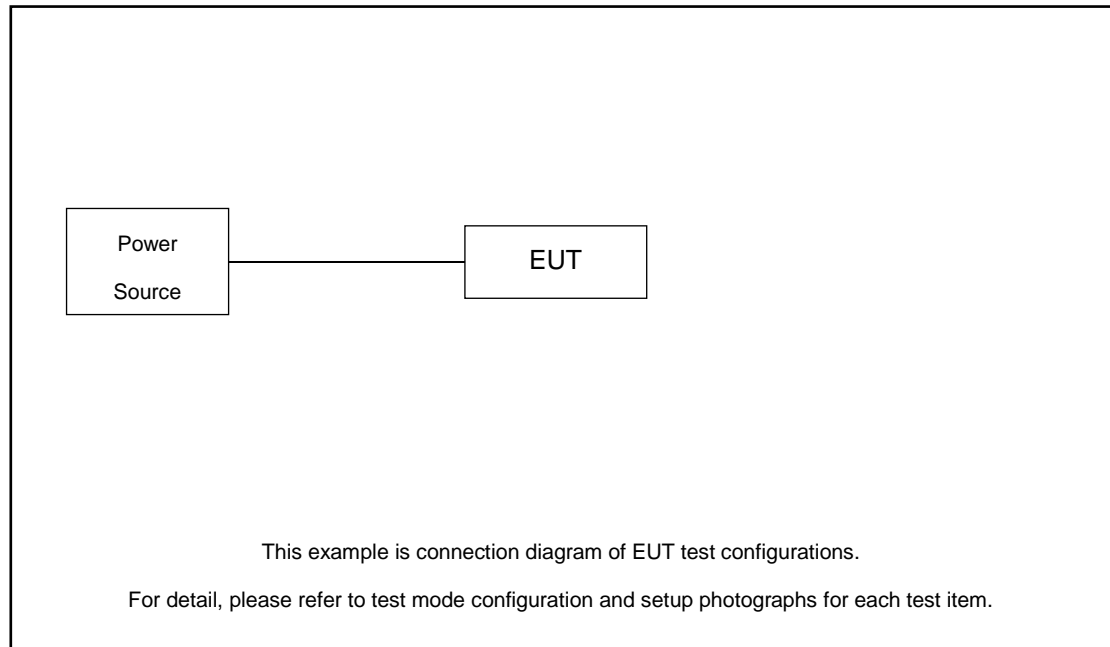 Power
Source
EUT
This example is connection diagram of EUT test configurations.
For detail, please refer to test mode configuration and setup photographs for each test item.